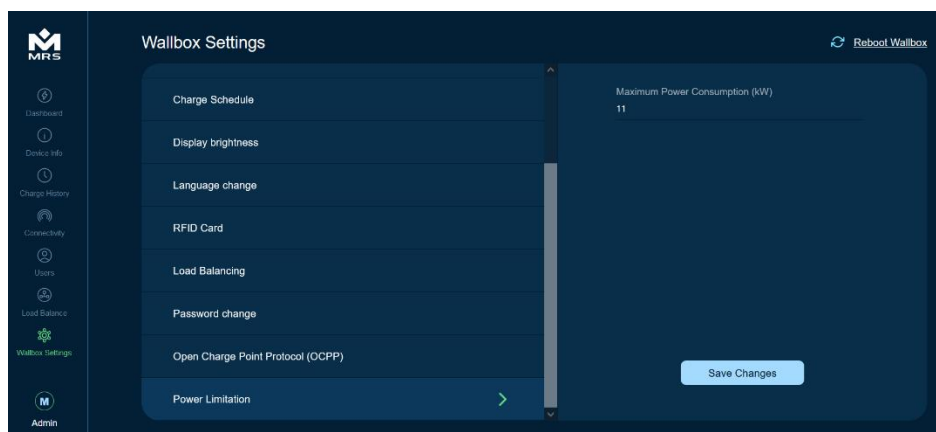 MRS
Dashboard
Device Info
Charge History
Connectivity
Users
Load Balance
Wallbox Settings
M
Admin
Wallbox Settings
Reboot Wallbox
Charge Schedule
Display brightness
Language change
RFID Card
Load Balancing
Password change
Open Charge Point Protocol (OCPP)
Power Limitation
Maximum Power Consumption (kW)
11
Save Changes